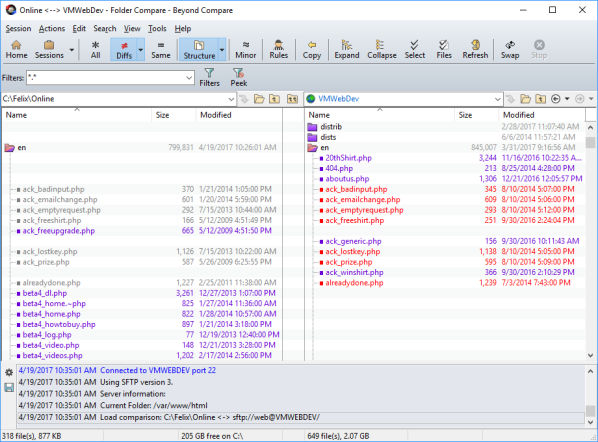 Online <--> VMWebDev - Folder Compare - Beyond Compare
Session Actions Edit Search View Tools Help
Home Sessions All Diffs Same Structure Minor Rules Copy Expand Collapse Select Files Refresh Swap Stop
Filters: *.* Filters Peek
C:\Felix\Online VMWebDev
Name Size Modified Name Size Modified
distrib 2/28/2017 11:07:40 AM
dists 6/6/2014 11:57:21 AM
en 799,831 4/19/2017 10:26:01 AM en 845,007 3/31/2017 9:16:56 AM
20thShirt.php 3,244 11/16/2016 10:22:35 A...
404.php 213 8/25/2014 4:28:00 PM
aboutus.php 1,306 12/21/2016 12:05:57 PM
ack_badinput.php 370 1/21/2014 1:05:00 PM ack_badinput.php 345 8/10/2014 5:07:00 PM
ack_emailchange.php 601 1/20/2014 5:59:00 PM ack_emailchange.php 609 8/10/2014 5:06:00 PM
ack_emptyrequest.php 292 7/15/2013 10:44:00 AM ack_emptyrequest.php 293 8/10/2014 5:12:00 PM
ack_freeshirt.php 166 5/12/2009 4:51:49 PM ack_freeshirt.php 251 9/30/2016 2:24:04 PM
ack_freeupgrade.php 665 5/12/2009 4:51:50 PM
ack_generic.php 156 9/30/2016 10:11:43 AM
ack_lostkey.php 1,126 7/15/2013 10:22:00 AM ack_lostkey.php 1,138 8/10/2014 5:05:00 PM
ack_prize.php 587 5/26/2009 6:25:55 PM ack_prize.php 595 8/10/2014 5:09:00 PM
ack_winshirt.php 366 9/30/2016 2:10:29 PM
alreadydone.php 1,227 2/25/2011 11:38:00 AM alreadydone.php 1,239 7/3/2014 7:43:00 PM
beta4_dl.php 3,261 12/27/2013 1:07:00 PM
beta4_home.~php 825 1/27/2014 11:36:00 AM
beta4_home.php 822 1/28/2014 10:57:00 AM
beta4_howtobuy.php 897 1/21/2014 3:18:00 PM
beta4_log.php 77 12/19/2013 12:40:00 PM
beta4_video.php 148 12/21/2013 3:28:00 PM
beta4_videos.php 1,202 2/17/2014 2:56:00 PM
4/19/2017 10:35:01 AM Connected to VMWEBDEV port 22
4/19/2017 10:35:01 AM Using SFTP version 3.
4/19/2017 10:35:01 AM Server information:
4/19/2017 10:35:01 AM Current Folder: /var/www/html
4/19/2017 10:35:01 AM Load comparison: C:\Felix\Online <-> sftp://web@VMWEBDEV/
318 file(s), 877 KB 205 GB free on C:\ 649 file(s), 2.07 GB